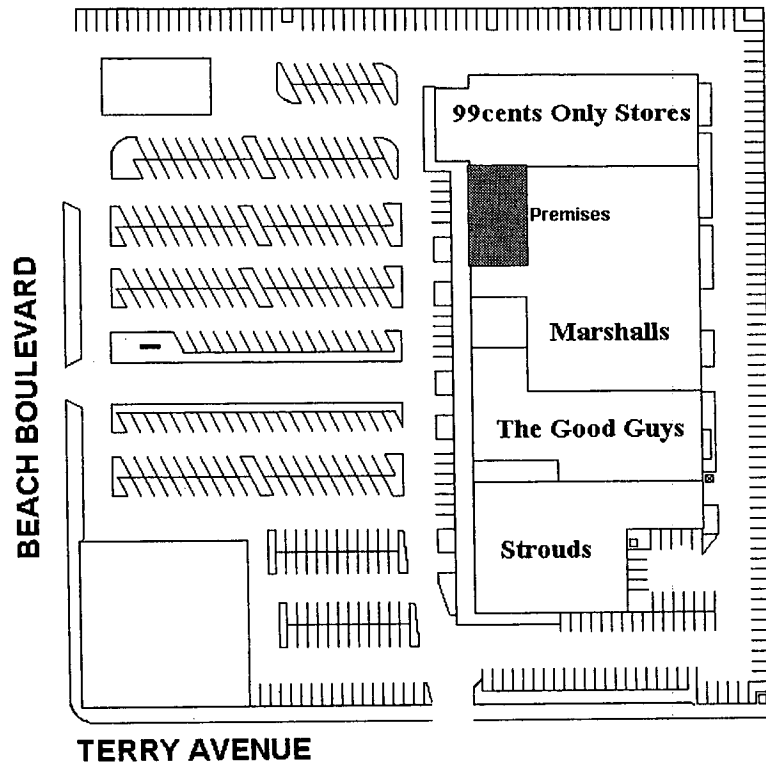 99cents Only Stores
Premises
Marshalls
The Good Guys
Strouds
BEACH BOULEVARD
TERRY AVENUE